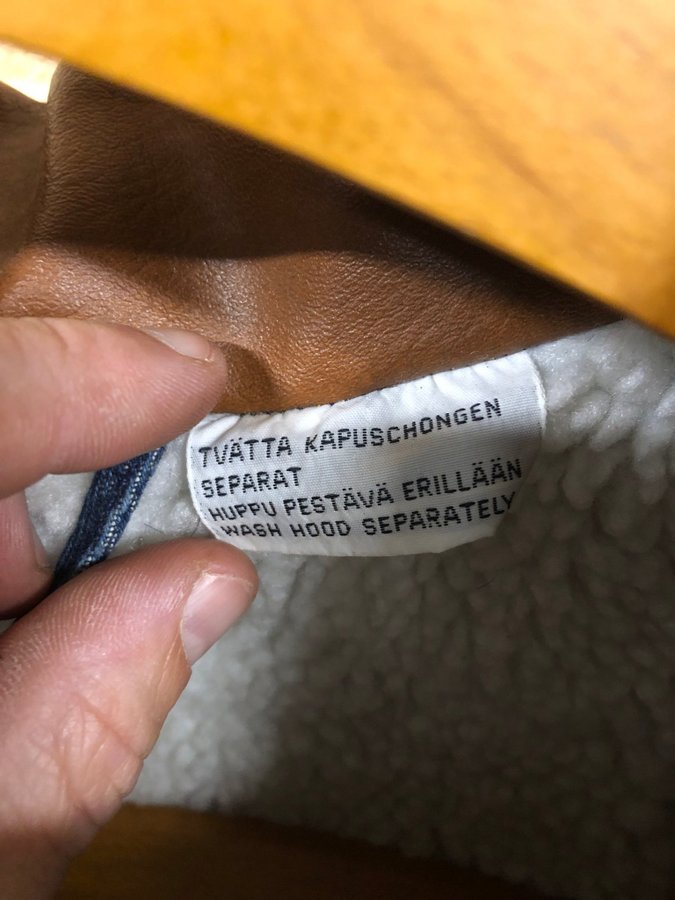 TVÄTTA KAPUSCHONGEN
SEPARAT
HUPPU PESTÄVÄ ERILLÄÄN
WASH HOOD SEPARATELY